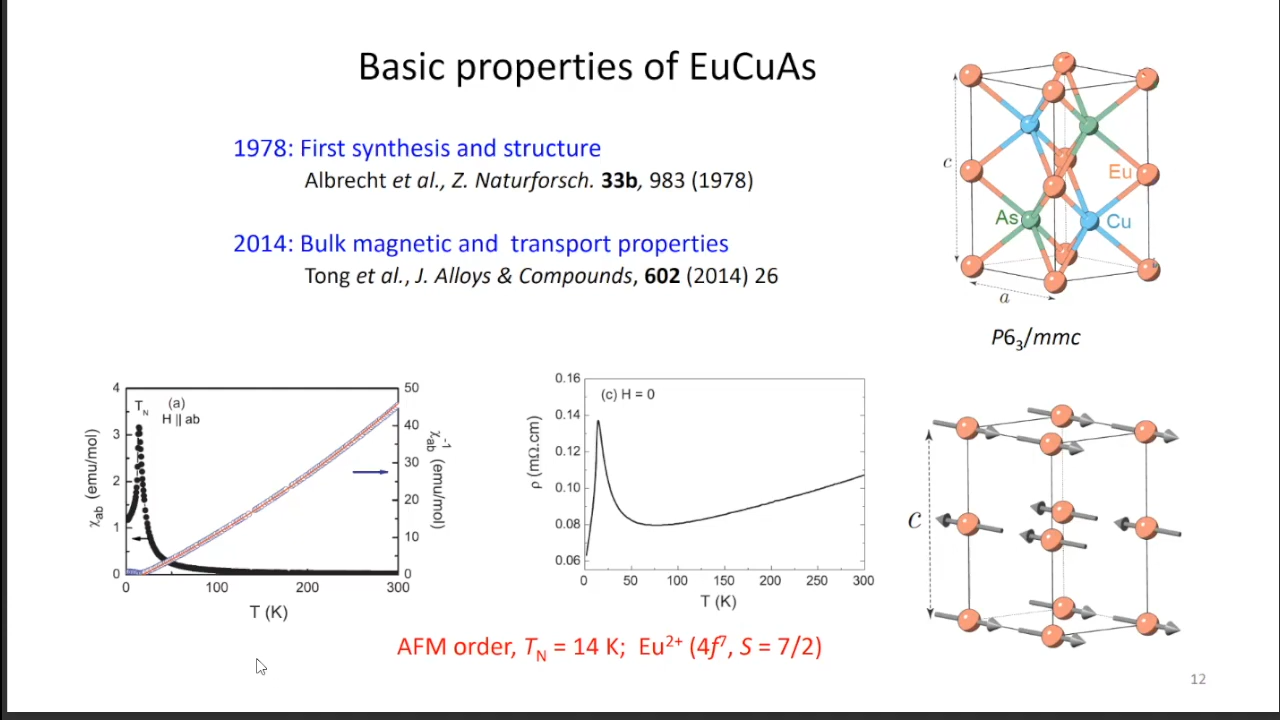 Basic properties of EuCuAs
1978: First synthesis and structure
Albrecht et al., Z. Naturforsch. 33b, 983 (1978)
2014: Bulk magnetic and  transport properties
Tong et al., J. Alloys & Compounds, 602 (2014) 26
c
Eu
As
Cu
a
P6₃/mmc
4
3
2
1
0
χab (emu/mol)
T_N
(a)
H || ab
50
40
30
20
10
0
χab⁻¹ (emu/mol)
0
100
200
300
T (K)
0.16
0.14
0.12
0.10
0.08
0.06
ρ (mΩ.cm)
(c) H = 0
0
50
100
150
200
250
300
T (K)
c
AFM order, T_N = 14 K;  Eu²⁺ (4f⁷, S = 7/2)
12